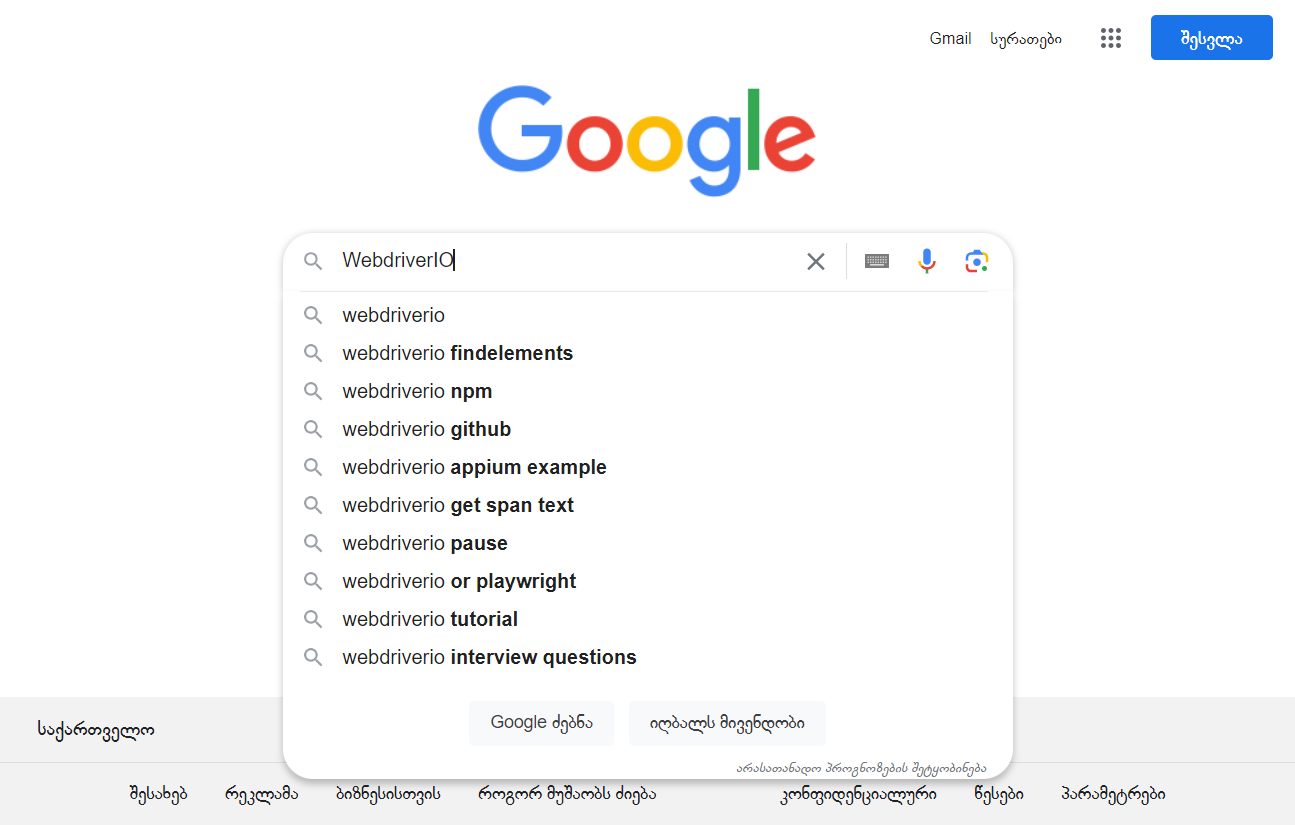 Gmail სურათები შესვლა
Google
WebdriverIO
webdriverio
webdriverio findelements
webdriverio npm
webdriverio github
webdriverio appium example
webdriverio get span text
webdriverio pause
webdriverio or playwright
webdriverio tutorial
webdriverio interview questions
Google ძებნა იღბალს მივენდობი
საქართველო
არასათანადო პროგნოზების შეტყობინება
შესახებ რეკლამა ბიზნესისთვის როგორ მუშაობს ძიება კონფიდენციალური წესები პარამეტრები